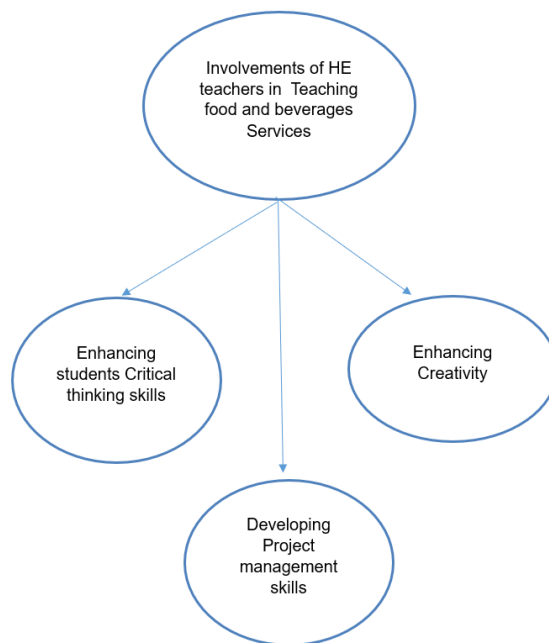 Involvements of HE
teachers in Teaching
food and beverages
Services
Enhancing
students Critical
thinking skills
Enhancing
Creativity
Developing
Project
management
skills